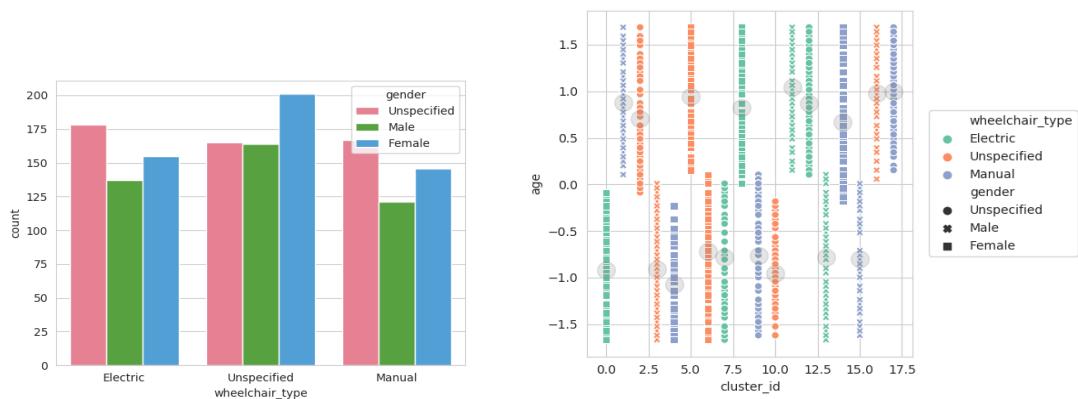 gender
Unspecified
Male
Female
200
175
150
125
100
75
50
25
0
count
Electric
Unspecified
Manual
wheelchair_type
1.5
1.0
0.5
0.0
−0.5
−1.0
−1.5
age
0.0
2.5
5.0
7.5
10.0
12.5
15.0
17.5
cluster_id
wheelchair_type
Electric
Unspecified
Manual
gender
Unspecified
Male
Female